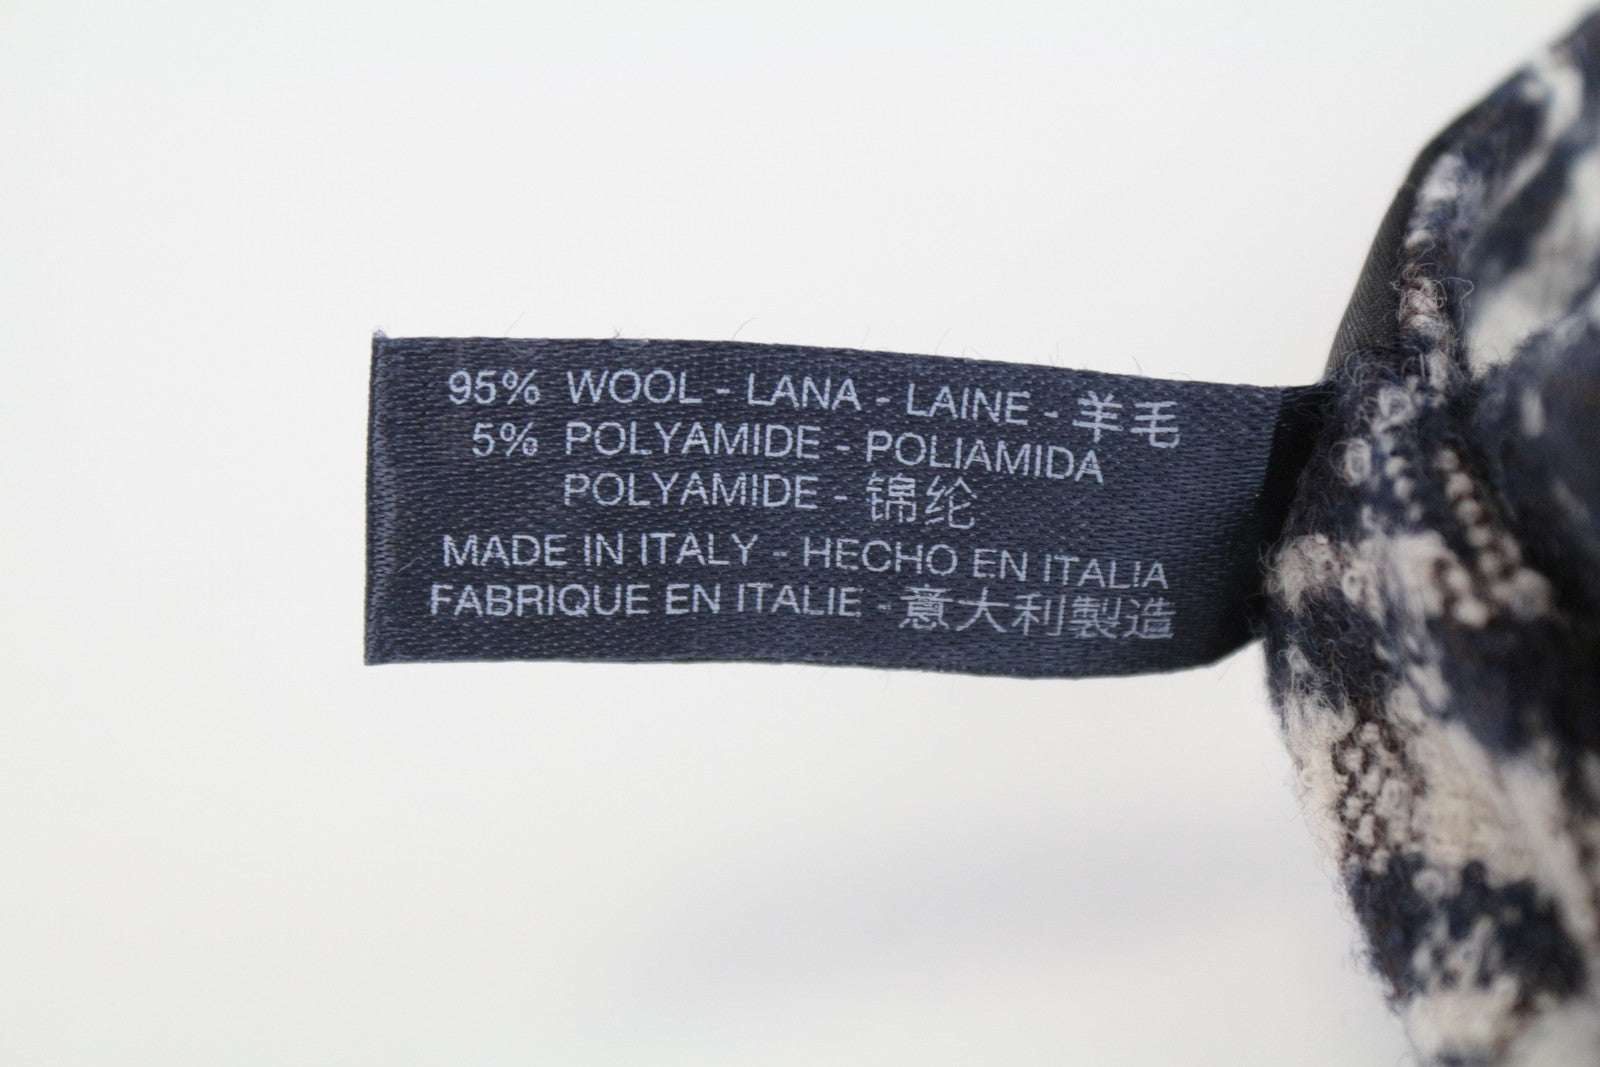 95% WOOL - LANA - LAINE - 羊毛
5% POLYAMIDE - POLIAMIDA
POLYAMIDE - 锦纶
MADE IN ITALY - HECHO EN ITALIA
FABRIQUE EN ITALIE - 意大利製造